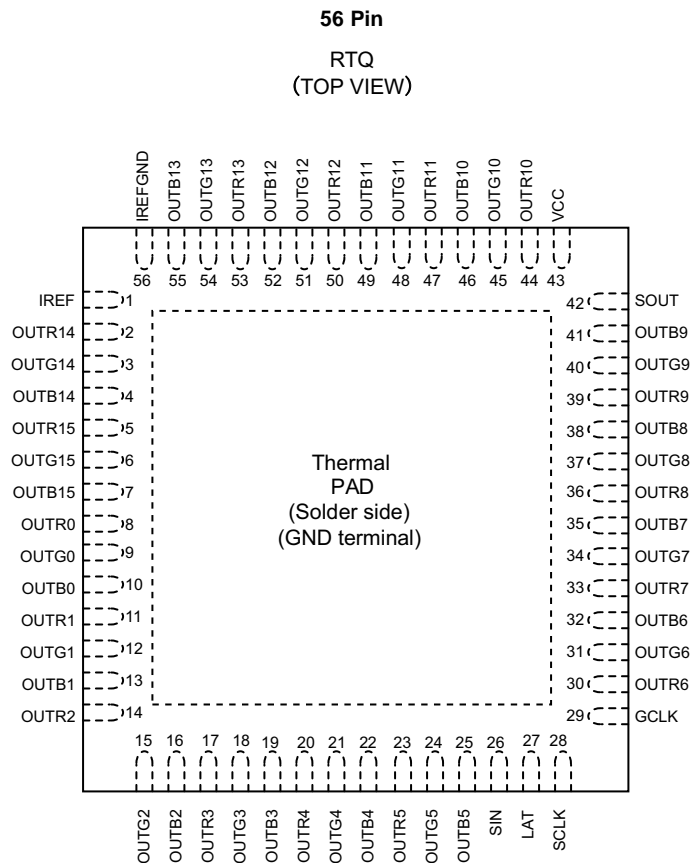 56 Pin
RTQ
(TOP VIEW)
IREFGND
OUTB13
OUTG13
OUTR13
OUTB12
OUTG12
OUTR12
OUTB11
OUTG11
OUTR11
OUTB10
OUTG10
OUTR10
VCC
56 55 54 53 52 51 50 49 48 47 46 45 44 43
IREF 1
OUTR14 2
OUTG14 3
OUTB14 4
OUTR15 5
OUTG15 6
OUTB15 7
OUTR0 8
OUTG0 9
OUTB0 10
OUTR1 11
OUTG1 12
OUTB1 13
OUTR2 14
Thermal
PAD
(Solder side)
(GND terminal)
42 SOUT
41 OUTB9
40 OUTG9
39 OUTR9
38 OUTB8
37 OUTG8
36 OUTR8
35 OUTB7
34 OUTG7
33 OUTR7
32 OUTB6
31 OUTG6
30 OUTR6
29 GCLK
15 16 17 18 19 20 21 22 23 24 25 26 27 28
OUTG2
OUTB2
OUTR3
OUTG3
OUTB3
OUTR4
OUTG4
OUTB4
OUTR5
OUTG5
OUTB5
SIN
LAT
SCLK